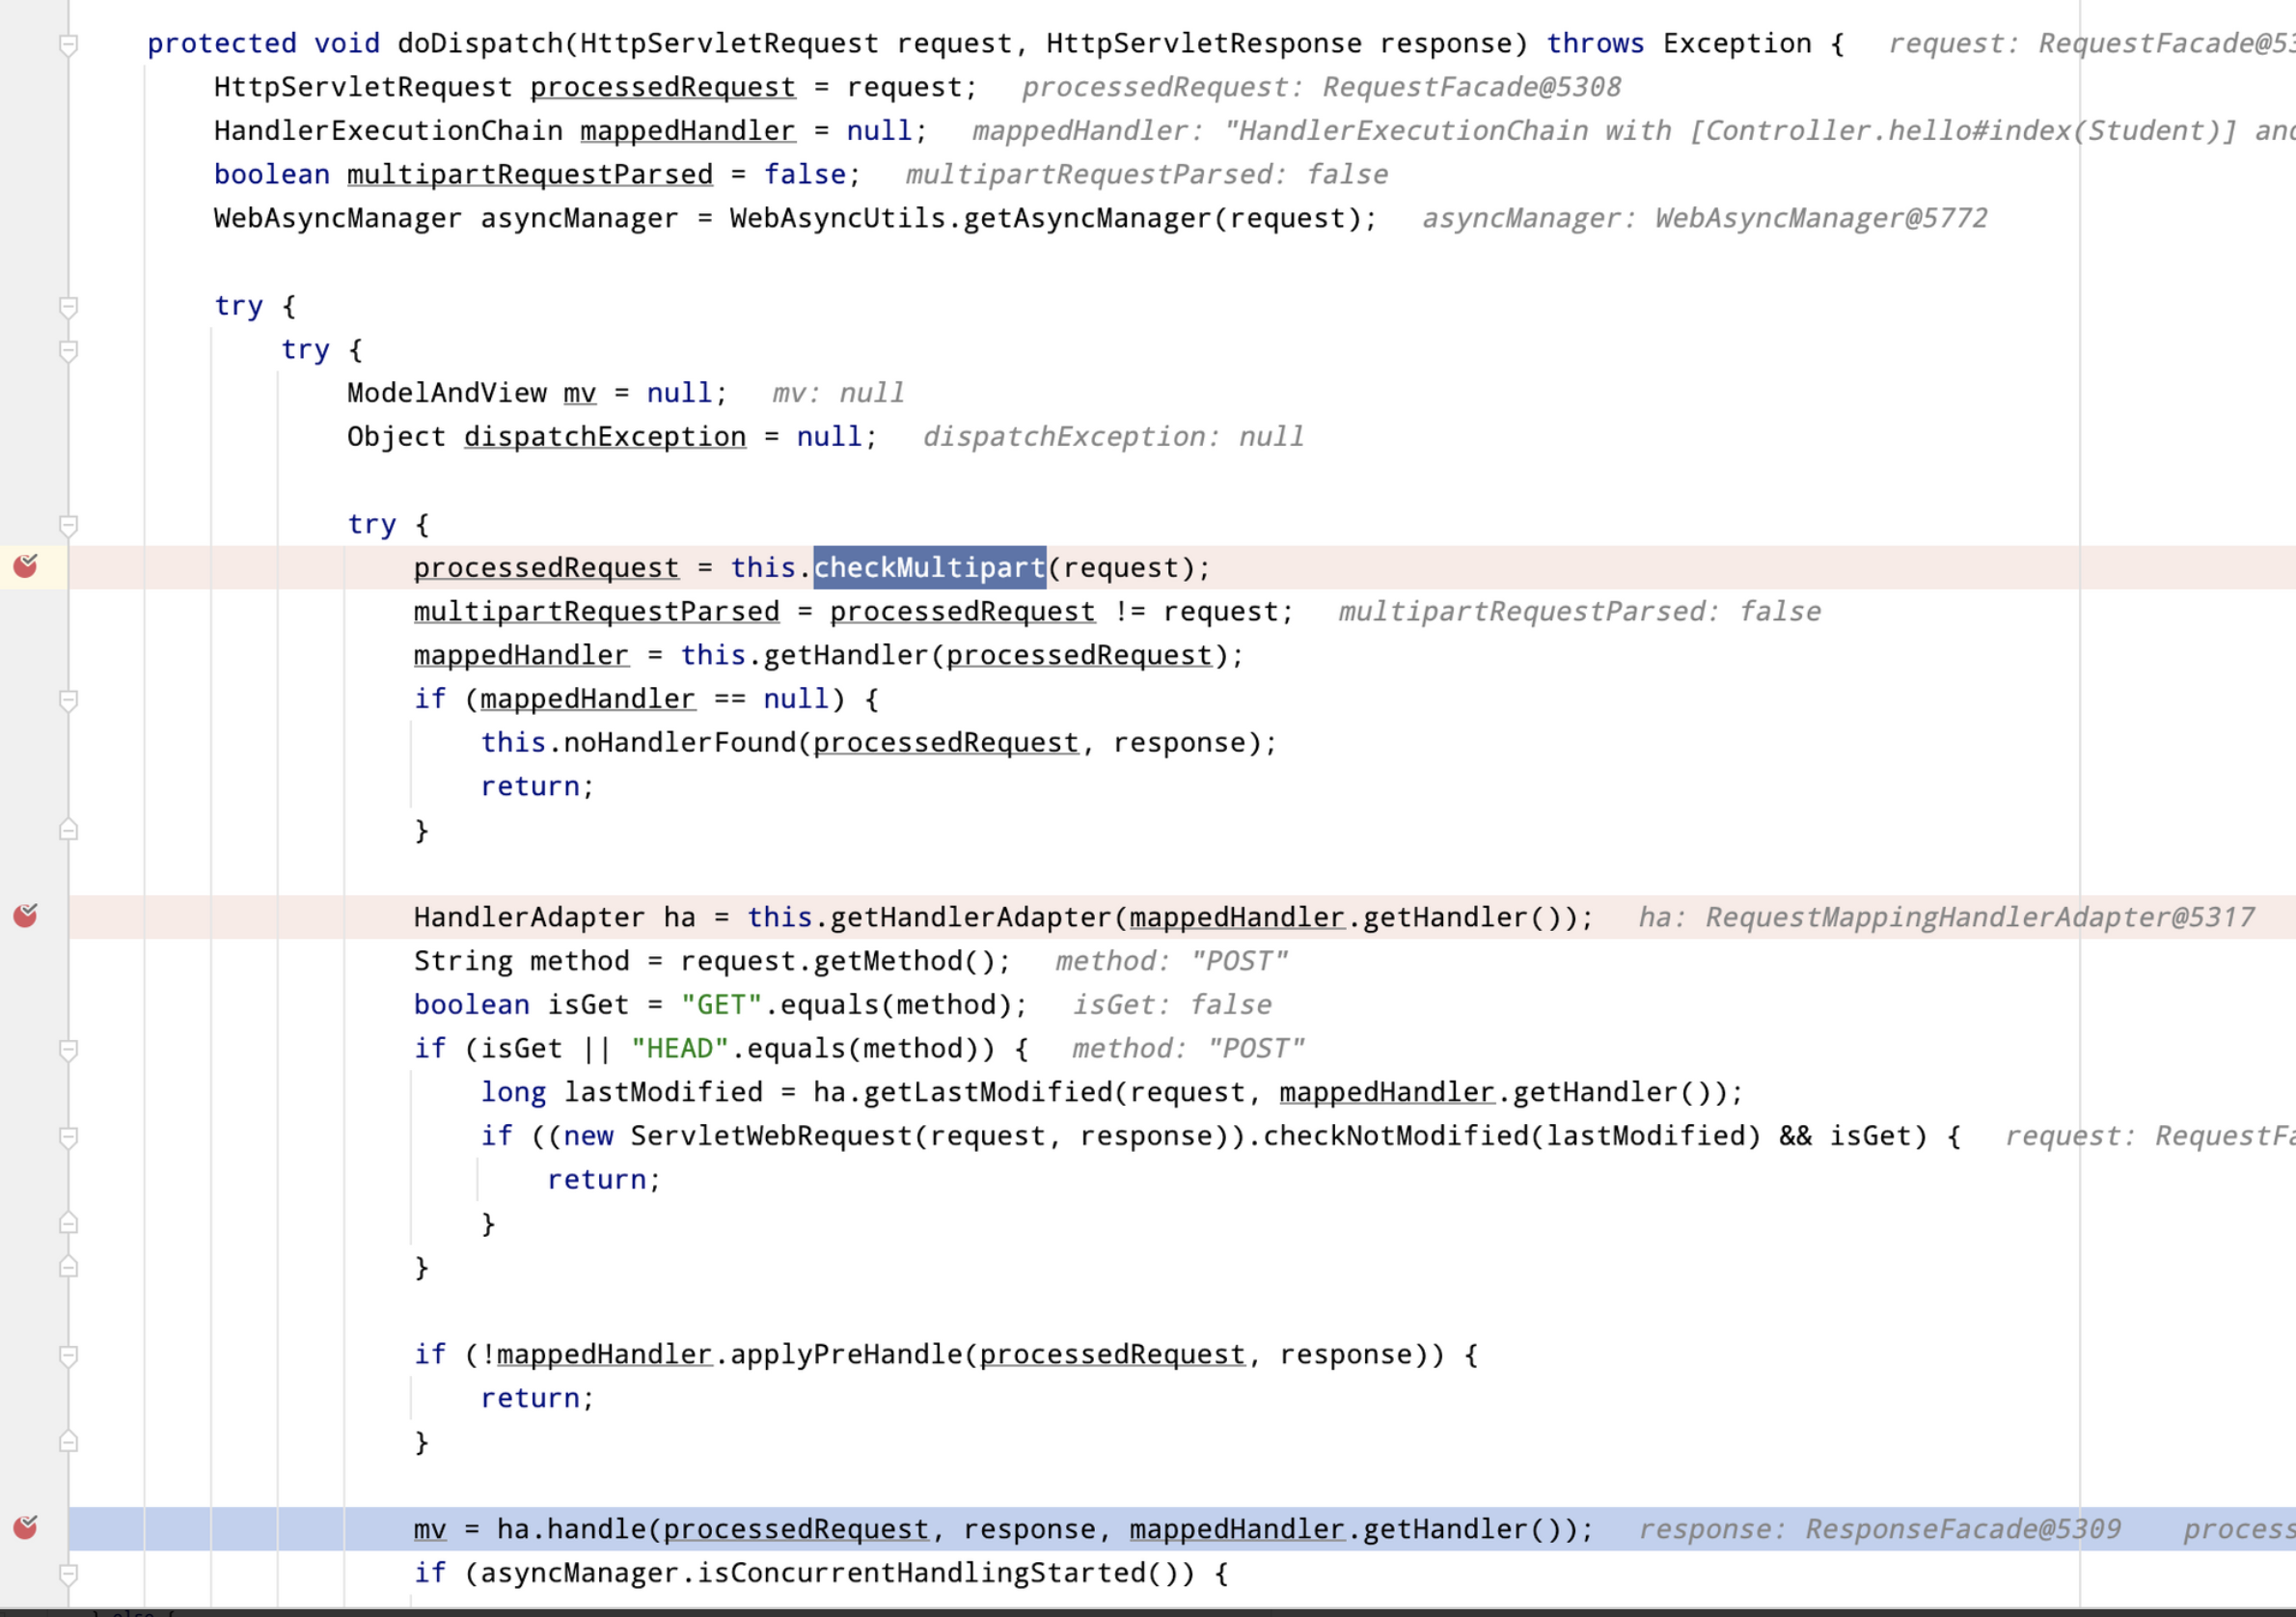 protected void doDispatch(HttpServletRequest request, HttpServletResponse response) throws Exception {   request: RequestFacade@53
HttpServletRequest processedRequest = request;   processedRequest: RequestFacade@5308
HandlerExecutionChain mappedHandler = null;   mappedHandler: "HandlerExecutionChain with [Controller.hello#index(Student)] and
boolean multipartRequestParsed = false;   multipartRequestParsed: false
WebAsyncManager asyncManager = WebAsyncUtils.getAsyncManager(request);   asyncManager: WebAsyncManager@5772
try {
try {
ModelAndView mv = null;   mv: null
Object dispatchException = null;   dispatchException: null
try {
processedRequest = this.checkMultipart(request);
multipartRequestParsed = processedRequest != request;   multipartRequestParsed: false
mappedHandler = this.getHandler(processedRequest);
if (mappedHandler == null) {
this.noHandlerFound(processedRequest, response);
return;
}
HandlerAdapter ha = this.getHandlerAdapter(mappedHandler.getHandler());   ha: RequestMappingHandlerAdapter@5317
String method = request.getMethod();   method: "POST"
boolean isGet = "GET".equals(method);   isGet: false
if (isGet || "HEAD".equals(method)) {   method: "POST"
long lastModified = ha.getLastModified(request, mappedHandler.getHandler());
if ((new ServletWebRequest(request, response)).checkNotModified(lastModified) && isGet) {   request: RequestFa
return;
}
}
if (!mappedHandler.applyPreHandle(processedRequest, response)) {
return;
}
mv = ha.handle(processedRequest, response, mappedHandler.getHandler());   response: ResponseFacade@5309   process
if (asyncManager.isConcurrentHandlingStarted()) {